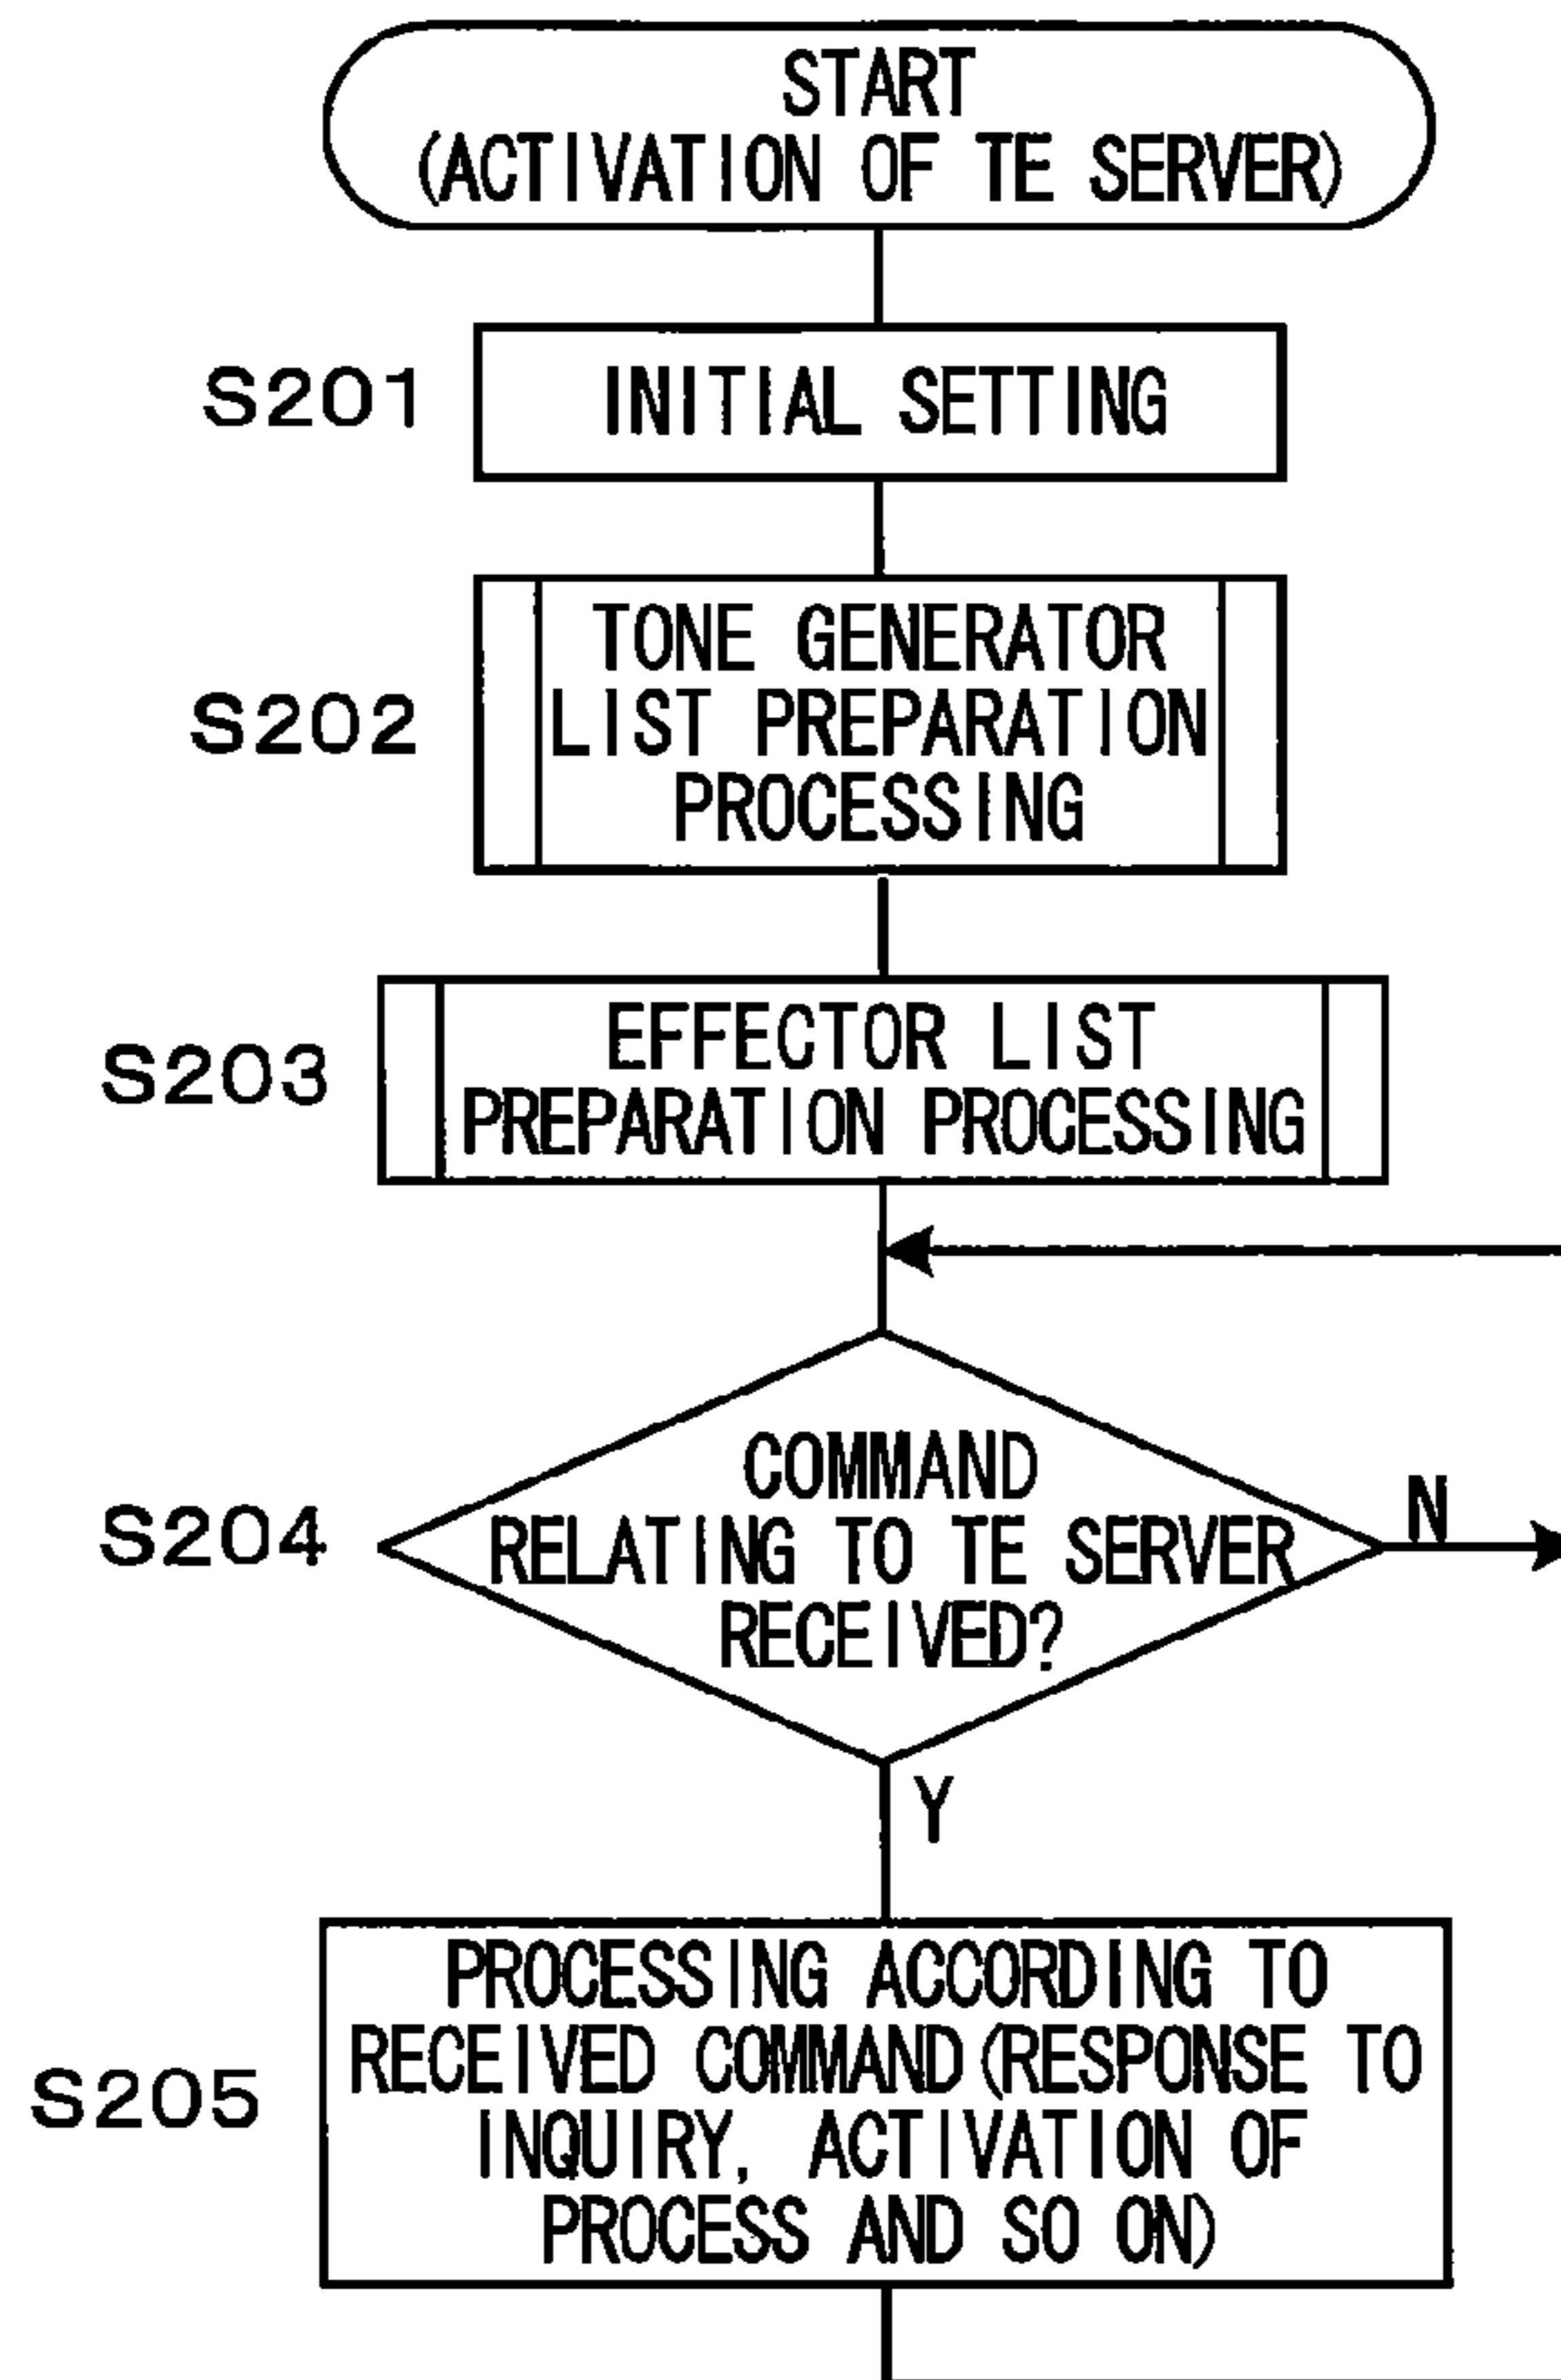 START
(ACTIVATION OF TE SERVER)
S201
INITIAL SETTING
S202
TONE GENERATOR
LIST PREPARATION
PROCESSING
S203
EFFECTOR LIST
PREPARATION PROCESSING
S204
COMMAND
RELATING TO TE SERVER
RECEIVED?
N
Y
S205
PROCESSING ACCORDING TO
RECEIVED COMMAND (RESPONSE TO
INQUIRY, ACTIVATION OF
PROCESS AND SO ON)